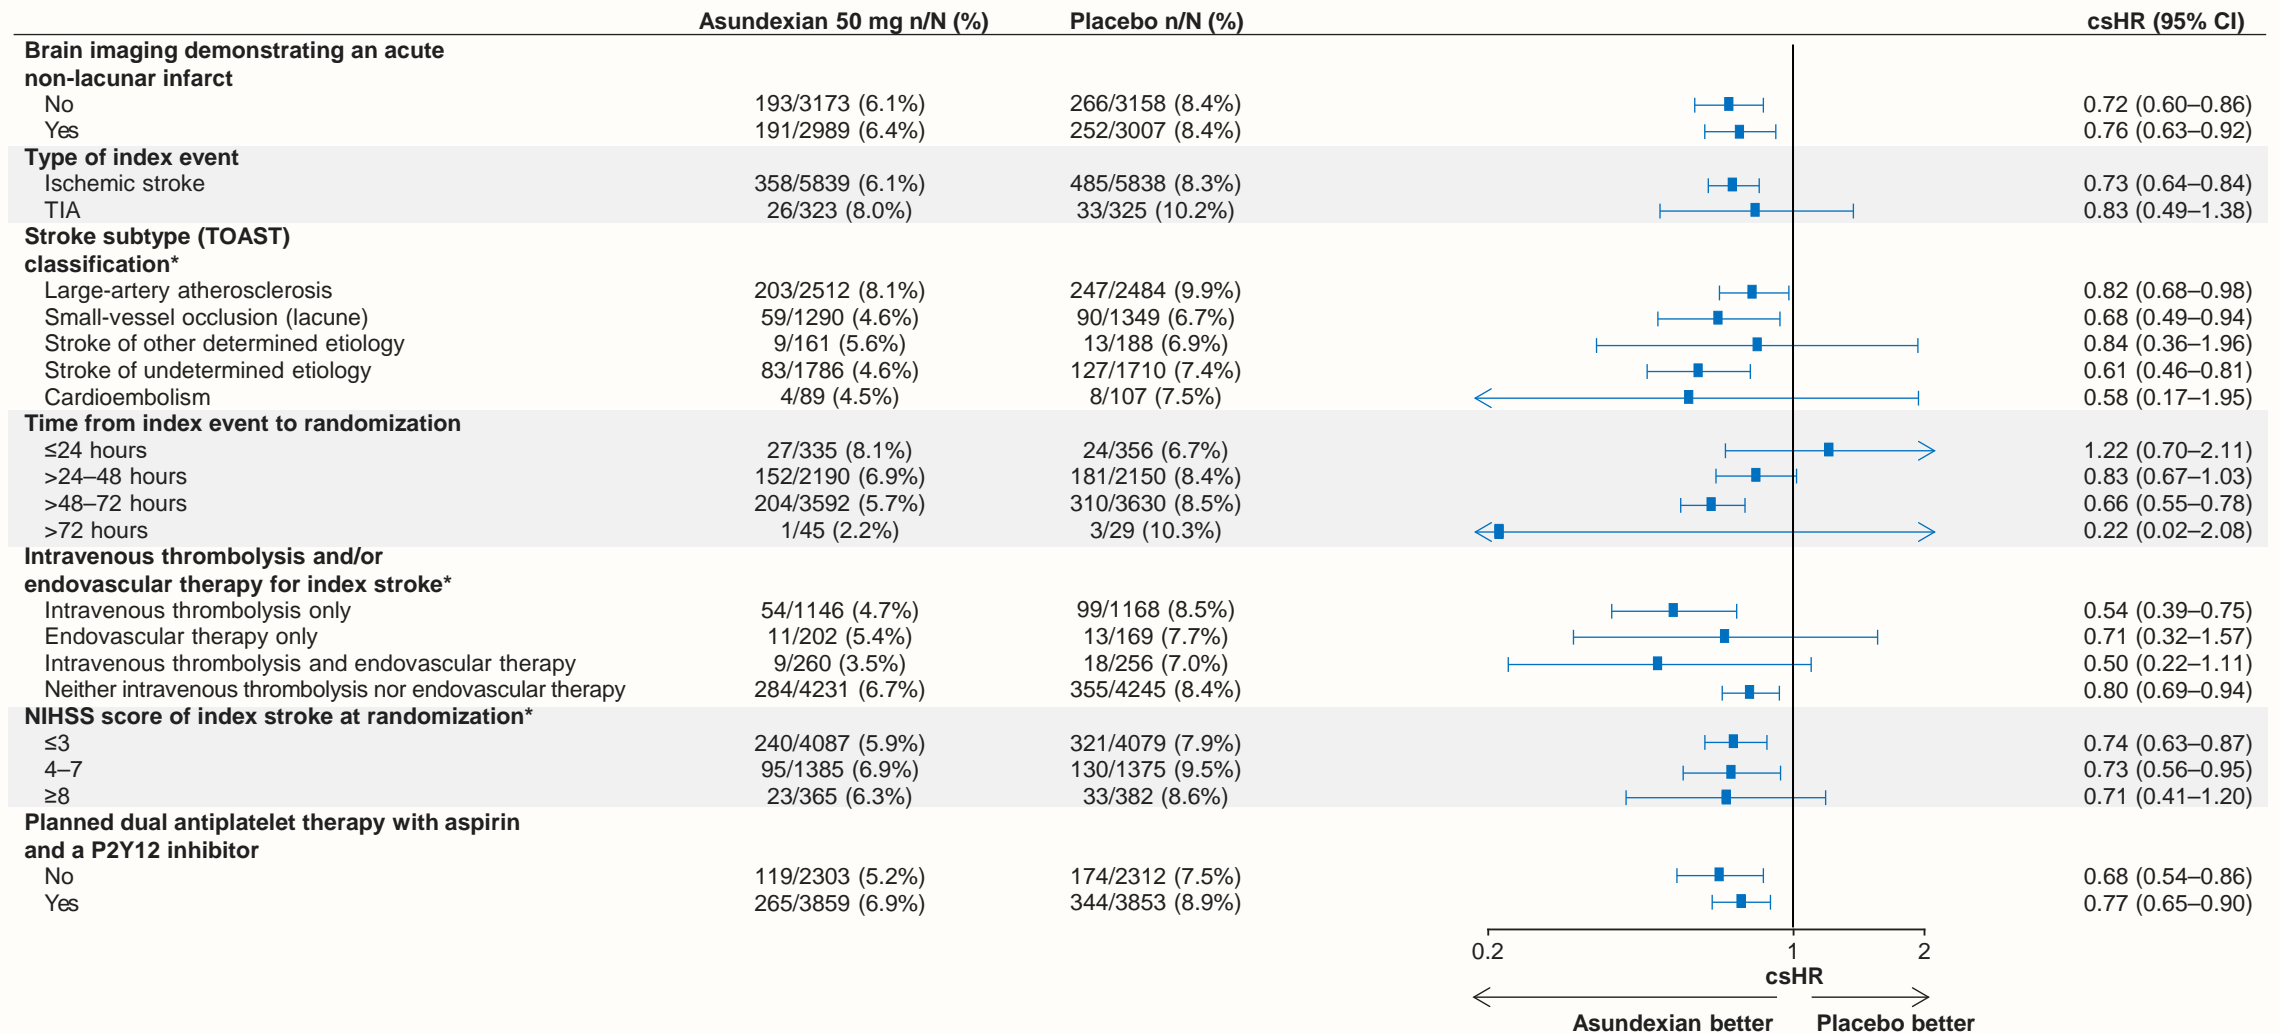 Asundexian 50 mg n/N (%) Placebo n/N (%) csHR (95% CI)
Brain imaging demonstrating an acute
non-lacunar infarct
No 193/3173 (6.1%) 266/3158 (8.4%) 0.72 (0.60–0.86)
Yes 191/2989 (6.4%) 252/3007 (8.4%) 0.76 (0.63–0.92)
Type of index event
Ischemic stroke 358/5839 (6.1%) 485/5838 (8.3%) 0.73 (0.64–0.84)
TIA 26/323 (8.0%) 33/325 (10.2%) 0.83 (0.49–1.38)
Stroke subtype (TOAST)
classification*
Large-artery atherosclerosis 203/2512 (8.1%) 247/2484 (9.9%) 0.82 (0.68–0.98)
Small-vessel occlusion (lacune) 59/1290 (4.6%) 90/1349 (6.7%) 0.68 (0.49–0.94)
Stroke of other determined etiology 9/161 (5.6%) 13/188 (6.9%) 0.84 (0.36–1.96)
Stroke of undetermined etiology 83/1786 (4.6%) 127/1710 (7.4%) 0.61 (0.46–0.81)
Cardioembolism 4/89 (4.5%) 8/107 (7.5%) 0.58 (0.17–1.95)
Time from index event to randomization
≤24 hours 27/335 (8.1%) 24/356 (6.7%) 1.22 (0.70–2.11)
>24–48 hours 152/2190 (6.9%) 181/2150 (8.4%) 0.83 (0.67–1.03)
>48–72 hours 204/3592 (5.7%) 310/3630 (8.5%) 0.66 (0.55–0.78)
>72 hours 1/45 (2.2%) 3/29 (10.3%) 0.22 (0.02–2.08)
Intravenous thrombolysis and/or
endovascular therapy for index stroke*
Intravenous thrombolysis only 54/1146 (4.7%) 99/1168 (8.5%) 0.54 (0.39–0.75)
Endovascular therapy only 11/202 (5.4%) 13/169 (7.7%) 0.71 (0.32–1.57)
Intravenous thrombolysis and endovascular therapy 9/260 (3.5%) 18/256 (7.0%) 0.50 (0.22–1.11)
Neither intravenous thrombolysis nor endovascular therapy 284/4231 (6.7%) 355/4245 (8.4%) 0.80 (0.69–0.94)
NIHSS score of index stroke at randomization*
≤3 240/4087 (5.9%) 321/4079 (7.9%) 0.74 (0.63–0.87)
4–7 95/1385 (6.9%) 130/1375 (9.5%) 0.73 (0.56–0.95)
≥8 23/365 (6.3%) 33/382 (8.6%) 0.71 (0.41–1.20)
Planned dual antiplatelet therapy with aspirin
and a P2Y12 inhibitor
No 119/2303 (5.2%) 174/2312 (7.5%) 0.68 (0.54–0.86)
Yes 265/3859 (6.9%) 344/3853 (8.9%) 0.77 (0.65–0.90)
0.2 1 2
csHR
Asundexian better Placebo better